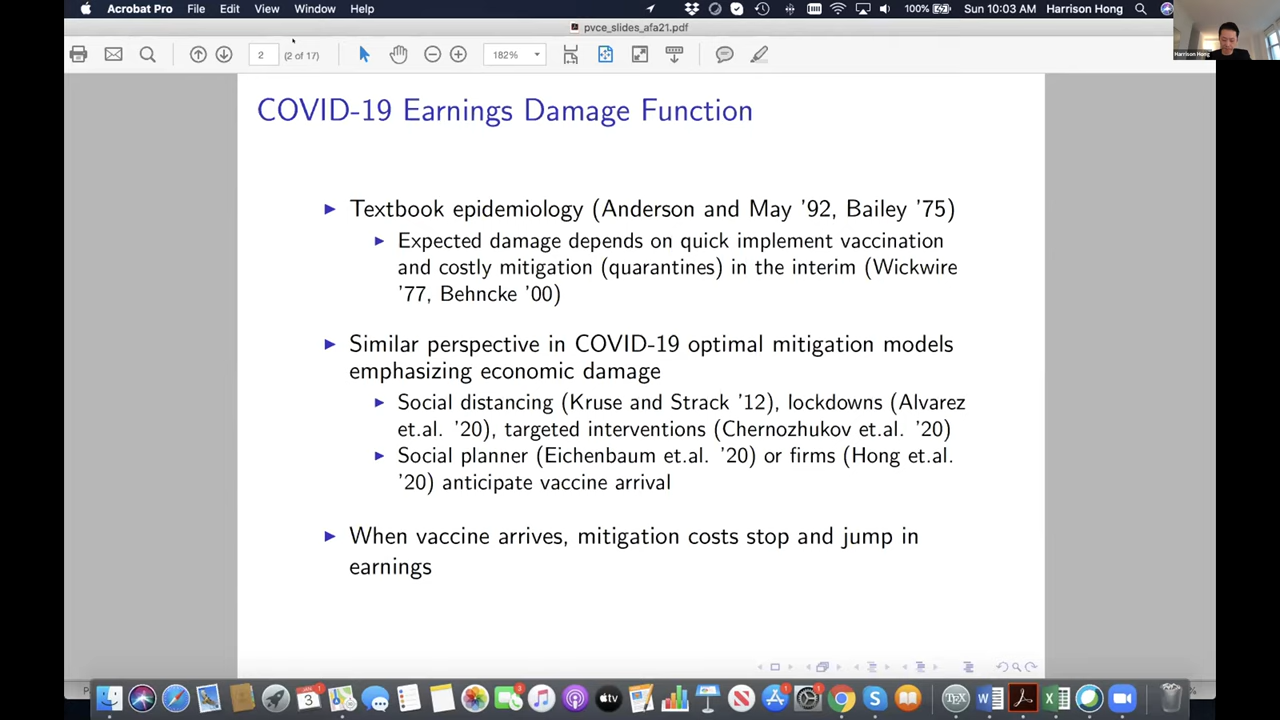 Acrobat Pro File Edit View Window Help 100% Sun 10:03 AM Harrison Hong
pvce_slides_afa21.pdf
2 (2 of 17) 182%
Harrison Hong
COVID-19 Earnings Damage Function
Textbook epidemiology (Anderson and May '92, Bailey '75)
Expected damage depends on quick implement vaccination
and costly mitigation (quarantines) in the interim (Wickwire
'77, Behncke '00)
Similar perspective in COVID-19 optimal mitigation models
emphasizing economic damage
Social distancing (Kruse and Strack '12), lockdowns (Alvarez
et.al. '20), targeted interventions (Chernozhukov et.al. '20)
Social planner (Eichenbaum et.al. '20) or firms (Hong et.al.
'20) anticipate vaccine arrival
When vaccine arrives, mitigation costs stop and jump in
earnings